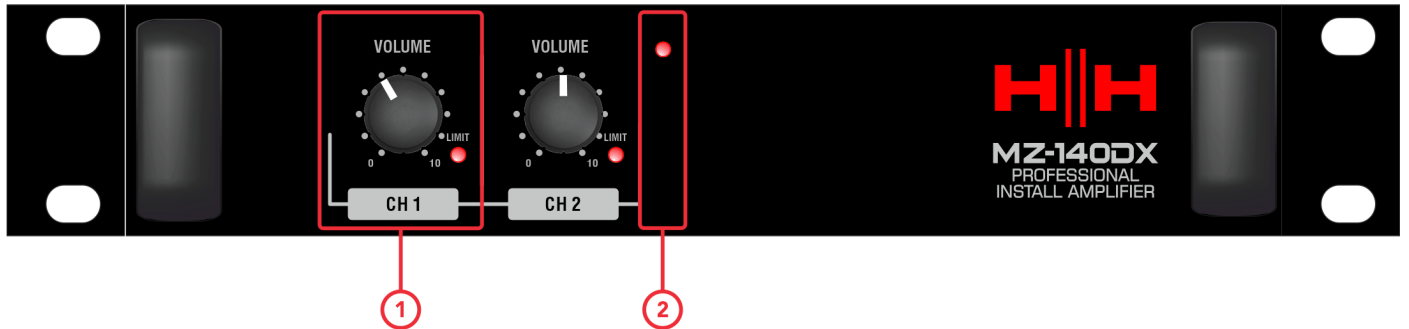 VOLUME
VOLUME
LIMIT
LIMIT
0 10
0 10
CH 1
CH 2
HH
MZ-140DX
PROFESSIONAL
INSTALL AMPLIFIER
1
2